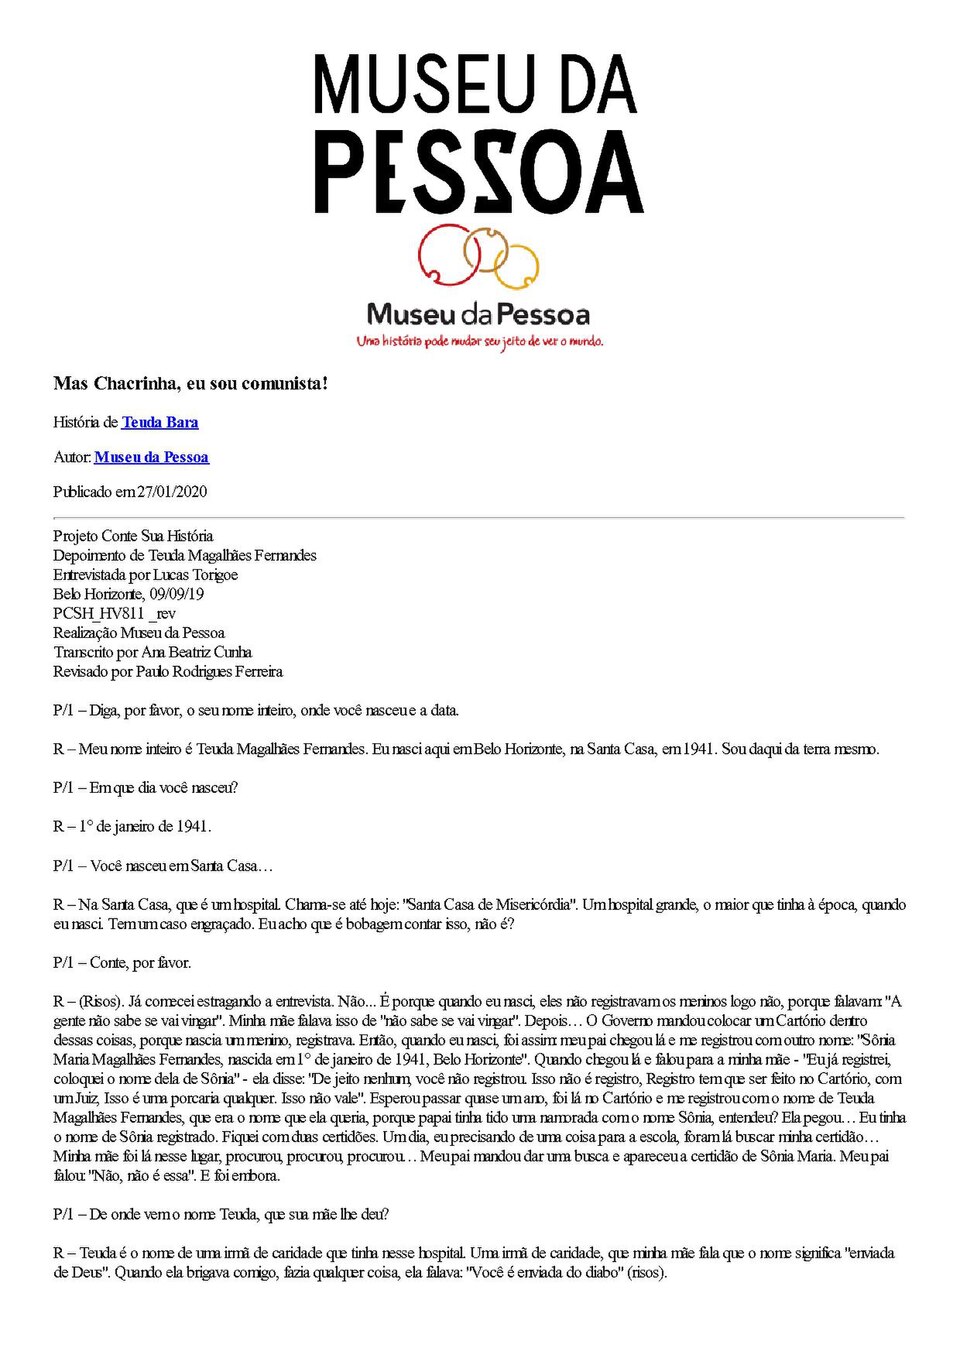 MUSEU DA
PESSOA
Museu da Pessoa
Uma história pode mudar seu jeito de ver o mundo.
Mas Chacrinha, eu sou comunista!
História de Teuda Bara
Autor: Museu da Pessoa
Publicado em 27/01/2020
Projeto Conte Sua História
Depoimento de Teuda Magalhães Fernandes
Entrevistada por Lucas Torigoe
Belo Horizonte, 09/09/19
PCSH_HV811 _rev
Realização Museu da Pessoa
Transcrito por Ana Beatriz Cunha
Revisado por Paulo Rodrigues Ferreira
P/1 – Diga, por favor, o seu nome inteiro, onde você nasceu e a data.
R – Meu nome inteiro é Teuda Magalhães Fernandes. Eu nasci aqui em Belo Horizonte, na Santa Casa, em 1941. Sou daqui da terra mesmo.
P/1 – Em que dia você nasceu?
R – 1° de janeiro de 1941.
P/1 – Você nasceu em Santa Casa…
R – Na Santa Casa, que é um hospital. Chama-se até hoje: "Santa Casa de Misericórdia". Um hospital grande, o maior que tinha à época, quando
eu nasci. Tem um caso engraçado. Eu acho que é bobagem contar isso, não é?
P/1 – Conte, por favor.
R – (Risos). Já comecei estragando a entrevista. Não... É porque quando eu nasci, eles não registravam os meninos logo não, porque falavam: "A
gente não sabe se vai vingar". Minha mãe falava isso de "não sabe se vai vingar". Depois… O Governo mandou colocar um Cartório dentro
dessas coisas, porque nascia um menino, registrava. Então, quando eu nasci, foi assim: meu pai chegou lá e me registrou com outro nome: "Sônia
Maria Magalhães Fernandes, nascida em 1° de janeiro de 1941, Belo Horizonte". Quando chegou lá e falou para a minha mãe - "Eu já registrei,
coloquei o nome dela de Sônia" - ela disse: "De jeito nenhum, você não registrou. Isso não é registro, Registro tem que ser feito no Cartório, com
um Juiz, Isso é uma porcaria qualquer. Isso não vale". Esperou passar quase um ano, foi lá no Cartório e me registrou com o nome de Teuda
Magalhães Fernandes, que era o nome que ela queria, porque papai tinha tido uma namorada com o nome Sônia, entendeu? Ela pegou… Eu tinha
o nome de Sônia registrado. Fiquei com duas certidões. Um dia, eu precisando de uma coisa para a escola, foram lá buscar minha certidão…
Minha mãe foi lá nesse lugar, procurou, procurou, procurou… Meu pai mandou dar uma busca e apareceu a certidão de Sônia Maria. Meu pai
falou: "Não, não é essa". E foi embora.
P/1 – De onde vem o nome Teuda, que sua mãe lhe deu?
R – Teuda é o nome de uma irmã de caridade que tinha nesse hospital. Uma irmã de caridade, que minha mãe fala que o nome significa "enviada
de Deus". Quando ela brigava comigo, fazia qualquer coisa, ela falava: "Você é enviada do diabo" (risos).